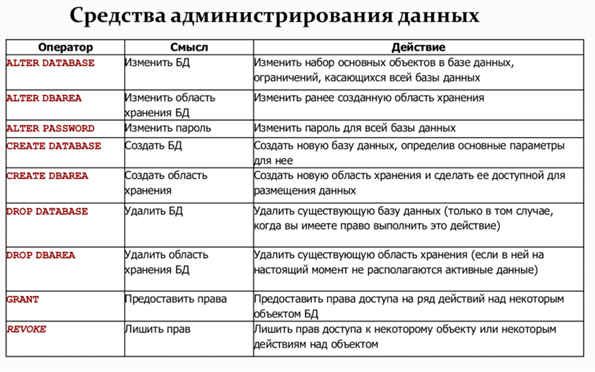 Средства администрирования данных
Оператор Смысл Действие
ALTER DATABASE Изменить БД Изменить набор основных объектов в базе данных,
ограничений, касающихся всей базы данных
ALTER DBAREA Изменить область Изменить ранее созданную область хранения
хранения БД
ALTER PASSWORD Изменить пароль Изменить пароль для всей базы данных
CREATE DATABASE Создать БД Создать новую базу данных, определив основные параметры
для нее
CREATE DBAREA Создать область Создать новую область хранения и сделать ее доступной для
хранения размещения данных
DROP DATABASE Удалить БД Удалить существующую базу данных (только в том случае,
когда вы имеете право выполнить это действие)
DROP DBAREA Удалить область Удалить существующую область хранения (если в ней на
хранения БД настоящий момент не располагаются активные данные)
GRANT Предоставить права Предоставить права доступа на ряд действий над некоторым
объектом БД
REVOKE Лишить прав Лишить прав доступа к некоторому объекту или некоторым
действиям над объектом